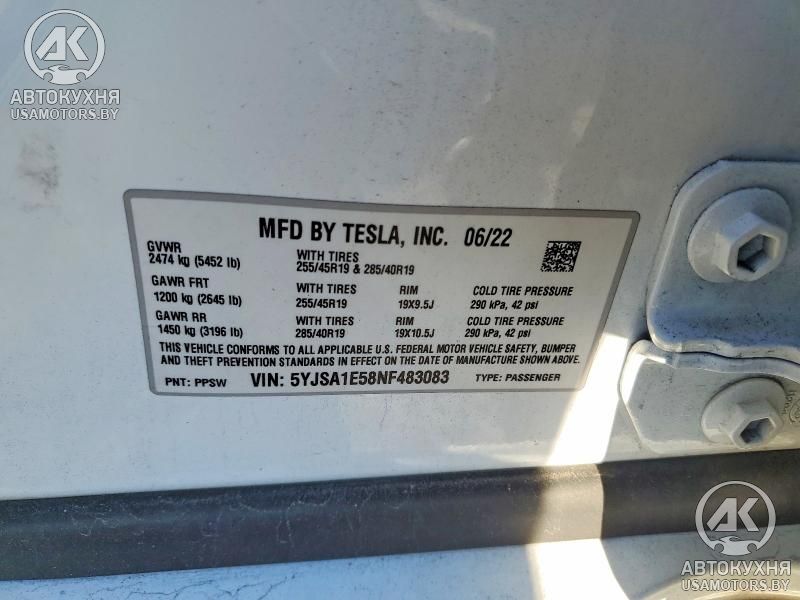 AK
АВТОКУХНЯ
USAMOTORS.BY
MFD BY TESLA, INC. 06/22
GVWR
2474 kg (5452 lb)
WITH TIRES
255/45R19 & 285/40R19
GAWR FRT
1200 kg (2645 lb)
WITH TIRES
255/45R19
RIM
19X9.5J
COLD TIRE PRESSURE
290 kPa, 42 psi
GAWR RR
1450 kg (3196 lb)
WITH TIRES
285/40R19
RIM
19X10.5J
COLD TIRE PRESSURE
290 kPa, 42 psi
THIS VEHICLE CONFORMS TO ALL APPLICABLE U.S. FEDERAL MOTOR VEHICLE SAFETY, BUMPER
AND THEFT PREVENTION STANDARDS IN EFFECT ON THE DATE OF MANUFACTURE SHOWN ABOVE.
PNT: PPSW VIN: 5YJSA1E58NF483083 TYPE: PASSENGER
AK
АВТОКУХНЯ
USAMOTORS.BY